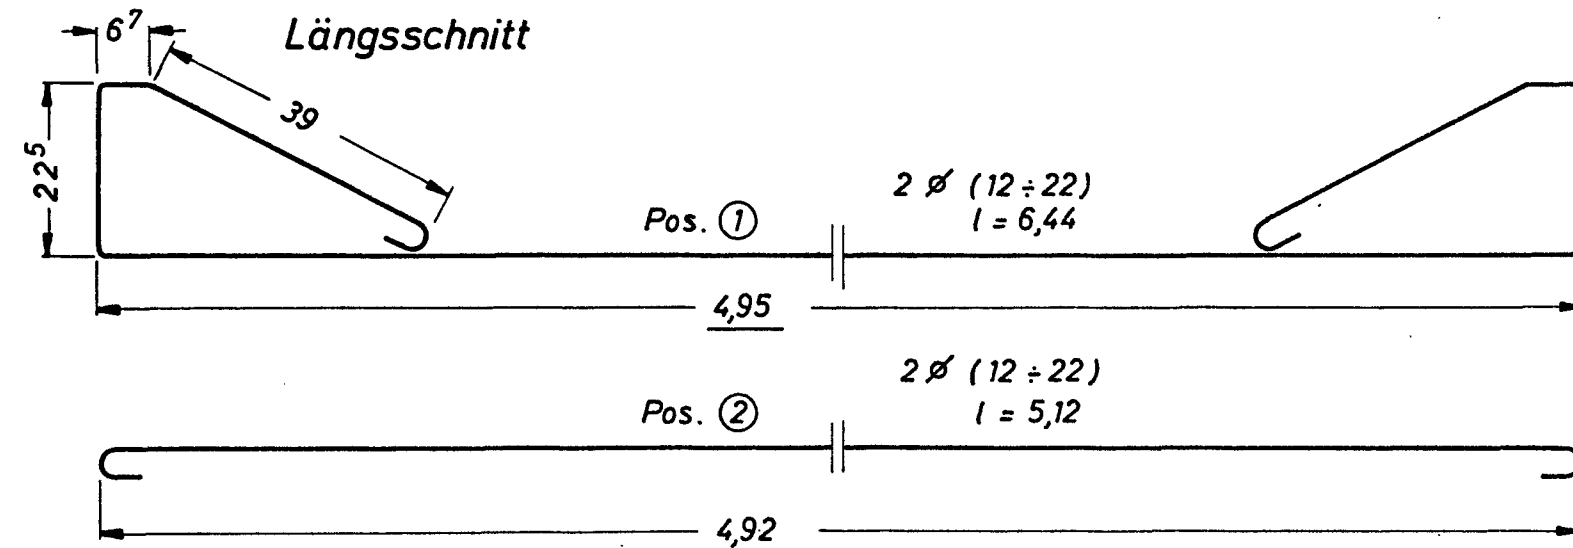 6⁷
Längsschnitt
39
22⁵
2 ø (12÷22)
Pos. ① l = 6,44
4,95
2 ø (12÷22)
Pos. ② l = 5,12
4,92